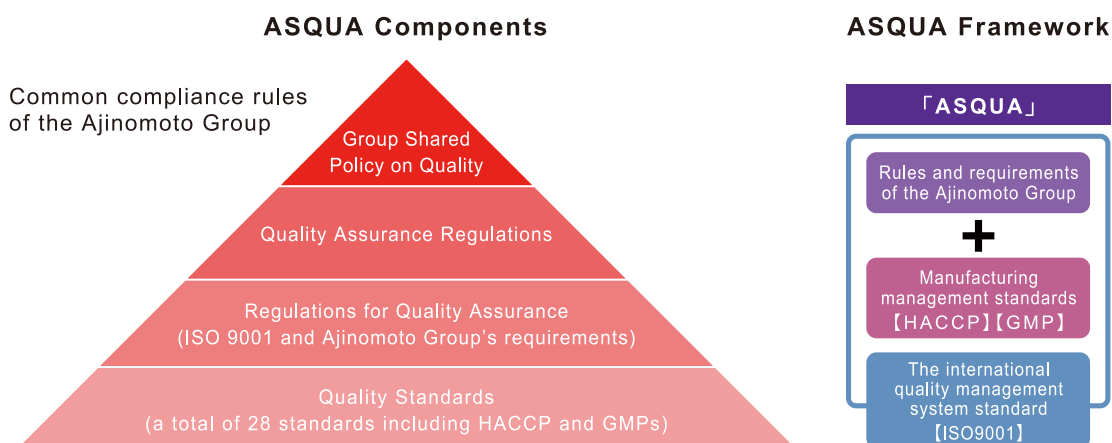 ASQUA Components
Common compliance rules
of the Ajinomoto Group
Group Shared
Policy on Quality
Quality Assurance Regulations
Regulations for Quality Assurance
(ISO 9001 and Ajinomoto Group’s requirements)
Quality Standards
(a total of 28 standards including HACCP and GMPs)
ASQUA Framework
「ASQUA」
Rules and requirements
of the Ajinomoto Group
+
Manufacturing
management standards
【HACCP】【GMP】
The international
quality management
system standard
【ISO9001】